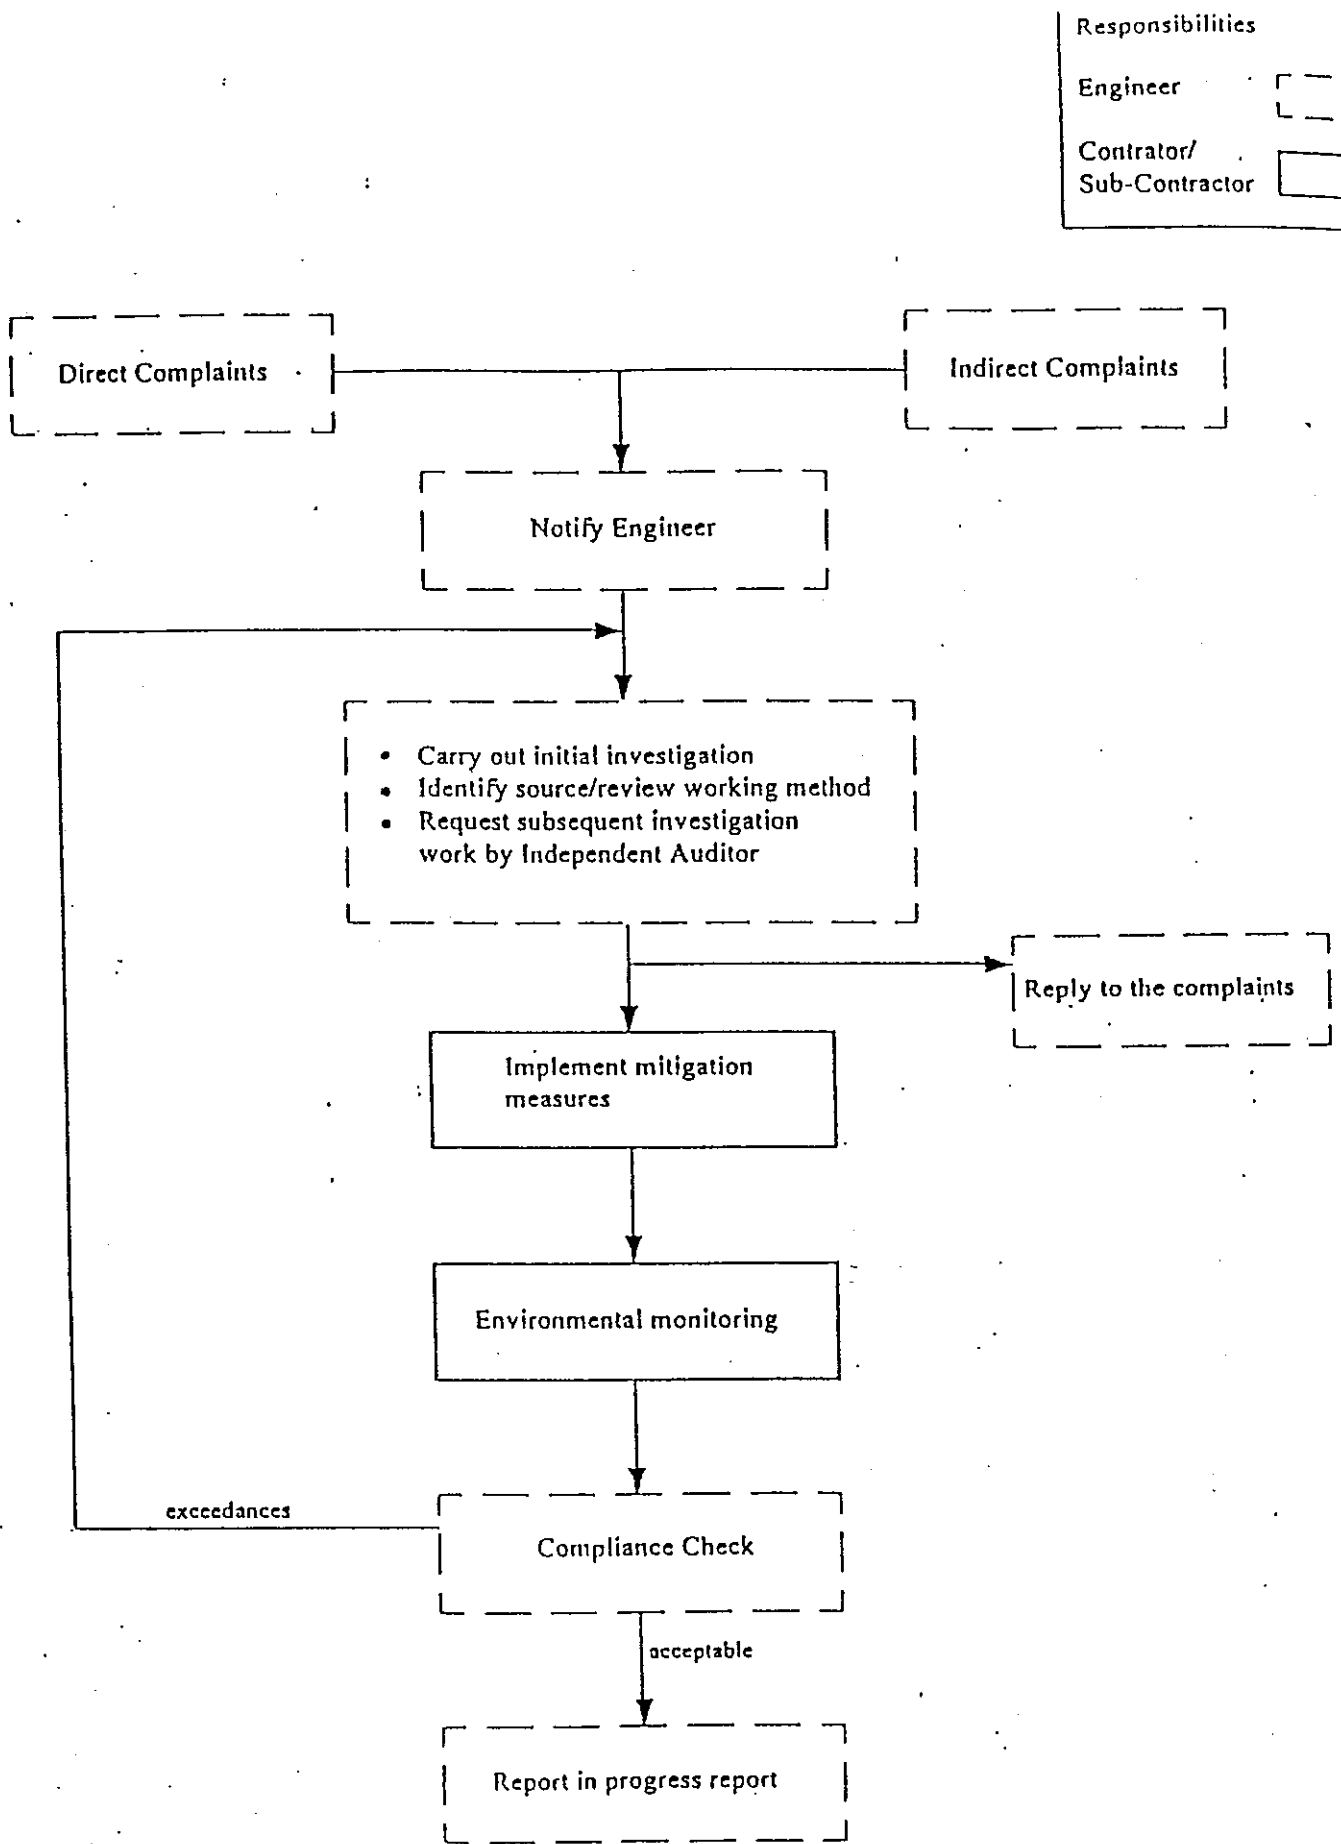 Responsibilities
Engineer
Contrator/
Sub-Contractor
Direct Complaints
Indirect Complaints
Notify Engineer
• Carry out initial investigation
• Identify source/review working method
• Request subsequent investigation
work by Independent Auditor
Reply to the complaints
Implement mitigation
measures
Environmental monitoring
exceedances
Compliance Check
acceptable
Report in progress report